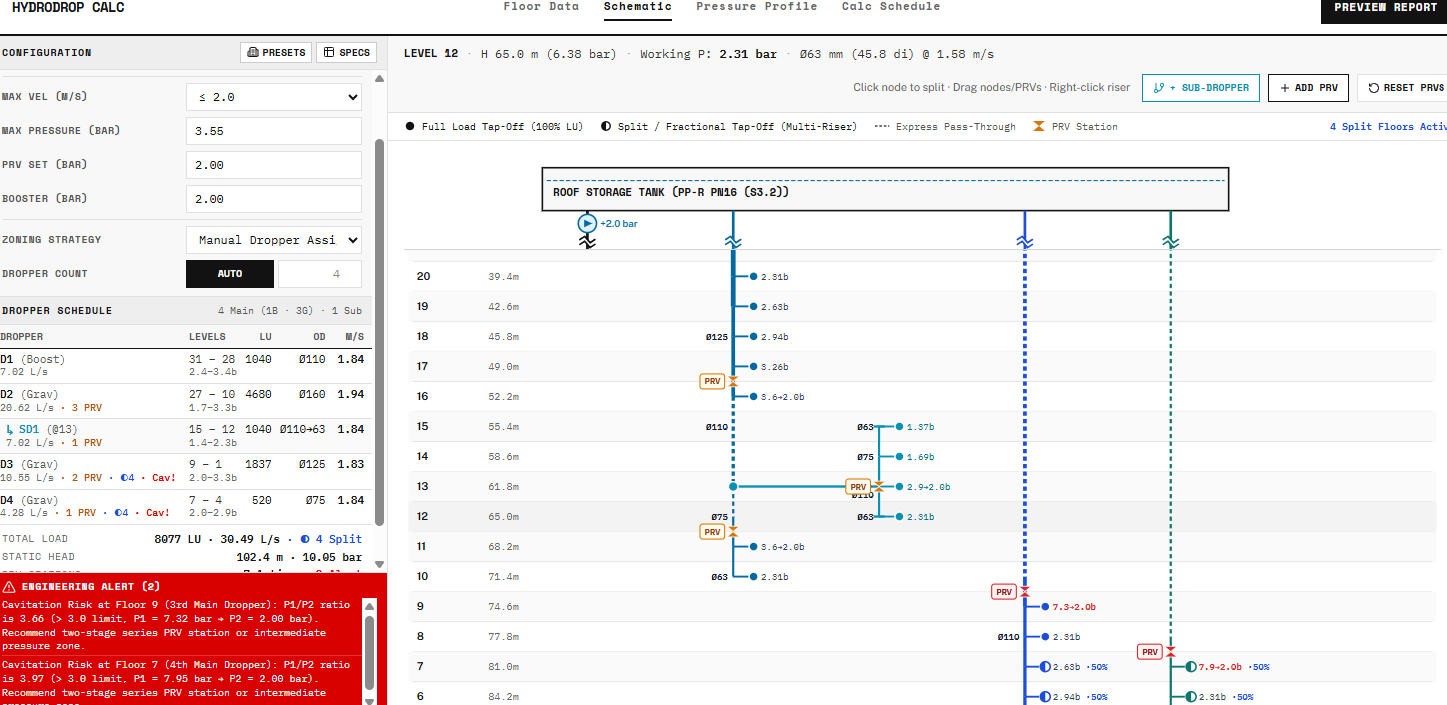 HYDRODROP CALC
Floor Data Schematic Pressure Profile Calc Schedule
PREVIEW REPORT
CONFIGURATION
PRESETS
SPECS
MAX VEL (M/S) ≤ 2.0
MAX PRESSURE (BAR) 3.55
PRV SET (BAR) 2.00
BOOSTER (BAR) 2.00
ZONING STRATEGY Manual Dropper Assi
DROPPER COUNT AUTO 4
DROPPER SCHEDULE 4 Main (1B · 3G) · 1 Sub
DROPPER LEVELS LU OD M/S
D1 (Boost) 31 – 28 1040 Ø110 1.84
7.02 L/s 2.4–3.4b
D2 (Grav) 27 – 10 4680 Ø160 1.94
20.62 L/s · 3 PRV 1.7–3.3b
↳ SD1 (@13) 15 – 12 1040 Ø110→63 1.84
7.02 L/s · 1 PRV 1.4–2.3b
D3 (Grav) 9 – 1 1837 Ø125 1.83
10.55 L/s · 2 PRV · ◐4 · Cav! 2.0–3.3b
D4 (Grav) 7 – 4 520 Ø75 1.84
4.28 L/s · 1 PRV · ◐4 · Cav! 2.0–2.9b
TOTAL LOAD 8077 LU · 30.49 L/s · ◐ 4 Split
STATIC HEAD 102.4 m · 10.05 bar
ENGINEERING ALERT (2)
Cavitation Risk at Floor 9 (3rd Main Dropper): P1/P2 ratio
is 3.66 (> 3.0 limit, P1 = 7.32 bar → P2 = 2.00 bar).
Recommend two-stage series PRV station or intermediate
pressure zone.
Cavitation Risk at Floor 7 (4th Main Dropper): P1/P2 ratio
is 3.97 (> 3.0 limit, P1 = 7.95 bar → P2 = 2.00 bar).
Recommend two-stage series PRV station or intermediate
LEVEL 12 · H 65.0 m (6.38 bar) · Working P: 2.31 bar · Ø63 mm (45.8 di) @ 1.58 m/s
Click node to split · Drag nodes/PRVs · Right-click riser
+ SUB-DROPPER
+ ADD PRV
RESET PRVS
Full Load Tap-Off (100% LU) Split / Fractional Tap-Off (Multi-Riser) Express Pass-Through PRV Station
4 Split Floors Activ
ROOF STORAGE TANK (PP-R PN16 (S3.2))
+2.0 bar
20 39.4m 2.31b
19 42.6m 2.63b
18 45.8m Ø125 2.94b
17 49.0m 3.26b
PRV
16 52.2m 3.6→2.0b
15 55.4m Ø110 Ø63 1.37b
14 58.6m Ø75 1.69b
13 61.8m PRV 2.9→2.0b
Ø110
12 65.0m Ø75 Ø63 2.31b
PRV
11 68.2m 3.6→2.0b
10 71.4m Ø63 2.31b
PRV
9 74.6m 7.3→2.0b
8 77.8m Ø110 2.31b
PRV
7 81.0m 2.63b ·50% 7.9→2.0b ·50%
6 84.2m 2.94b ·50% 2.31b ·50%